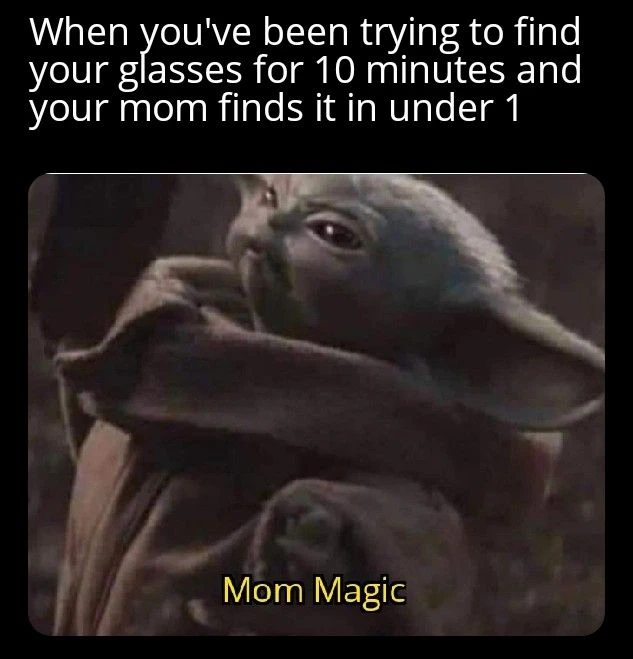 When you've been trying to find
your glasses for 10 minutes and
your mom finds it in under 1
Mom Magic